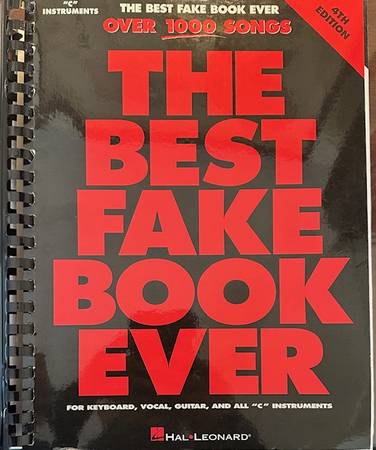 "C" INSTRUMENTS
THE BEST FAKE BOOK EVER
OVER 1000 SONGS
4TH EDITION
THE
BEST
FAKE
BOOK
EVER
FOR KEYBOARD, VOCAL, GUITAR, AND ALL "C" INSTRUMENTS
HAL•LEONARD®